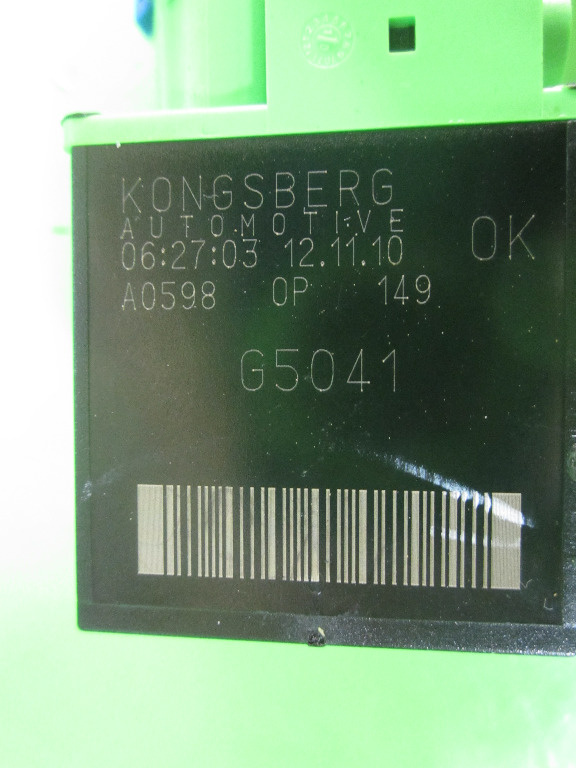 KONGSBERG
AUTOMOTIVE
06:27:03 12.11.10 OK
A0598 OP 149
G5041